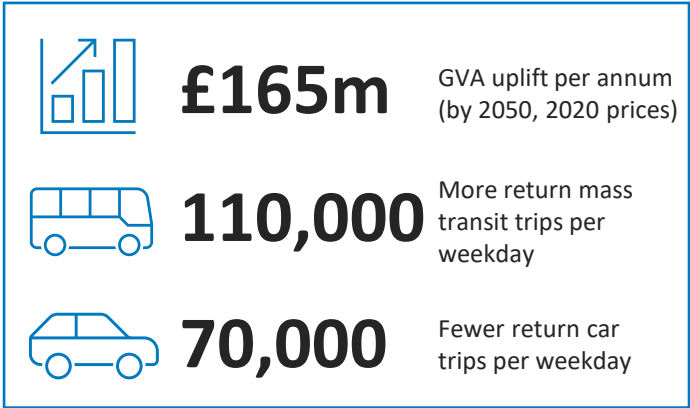 £165m
GVA uplift per annum
(by 2050, 2020 prices)
110,000
More return mass
transit trips per
weekday
70,000
Fewer return car
trips per weekday